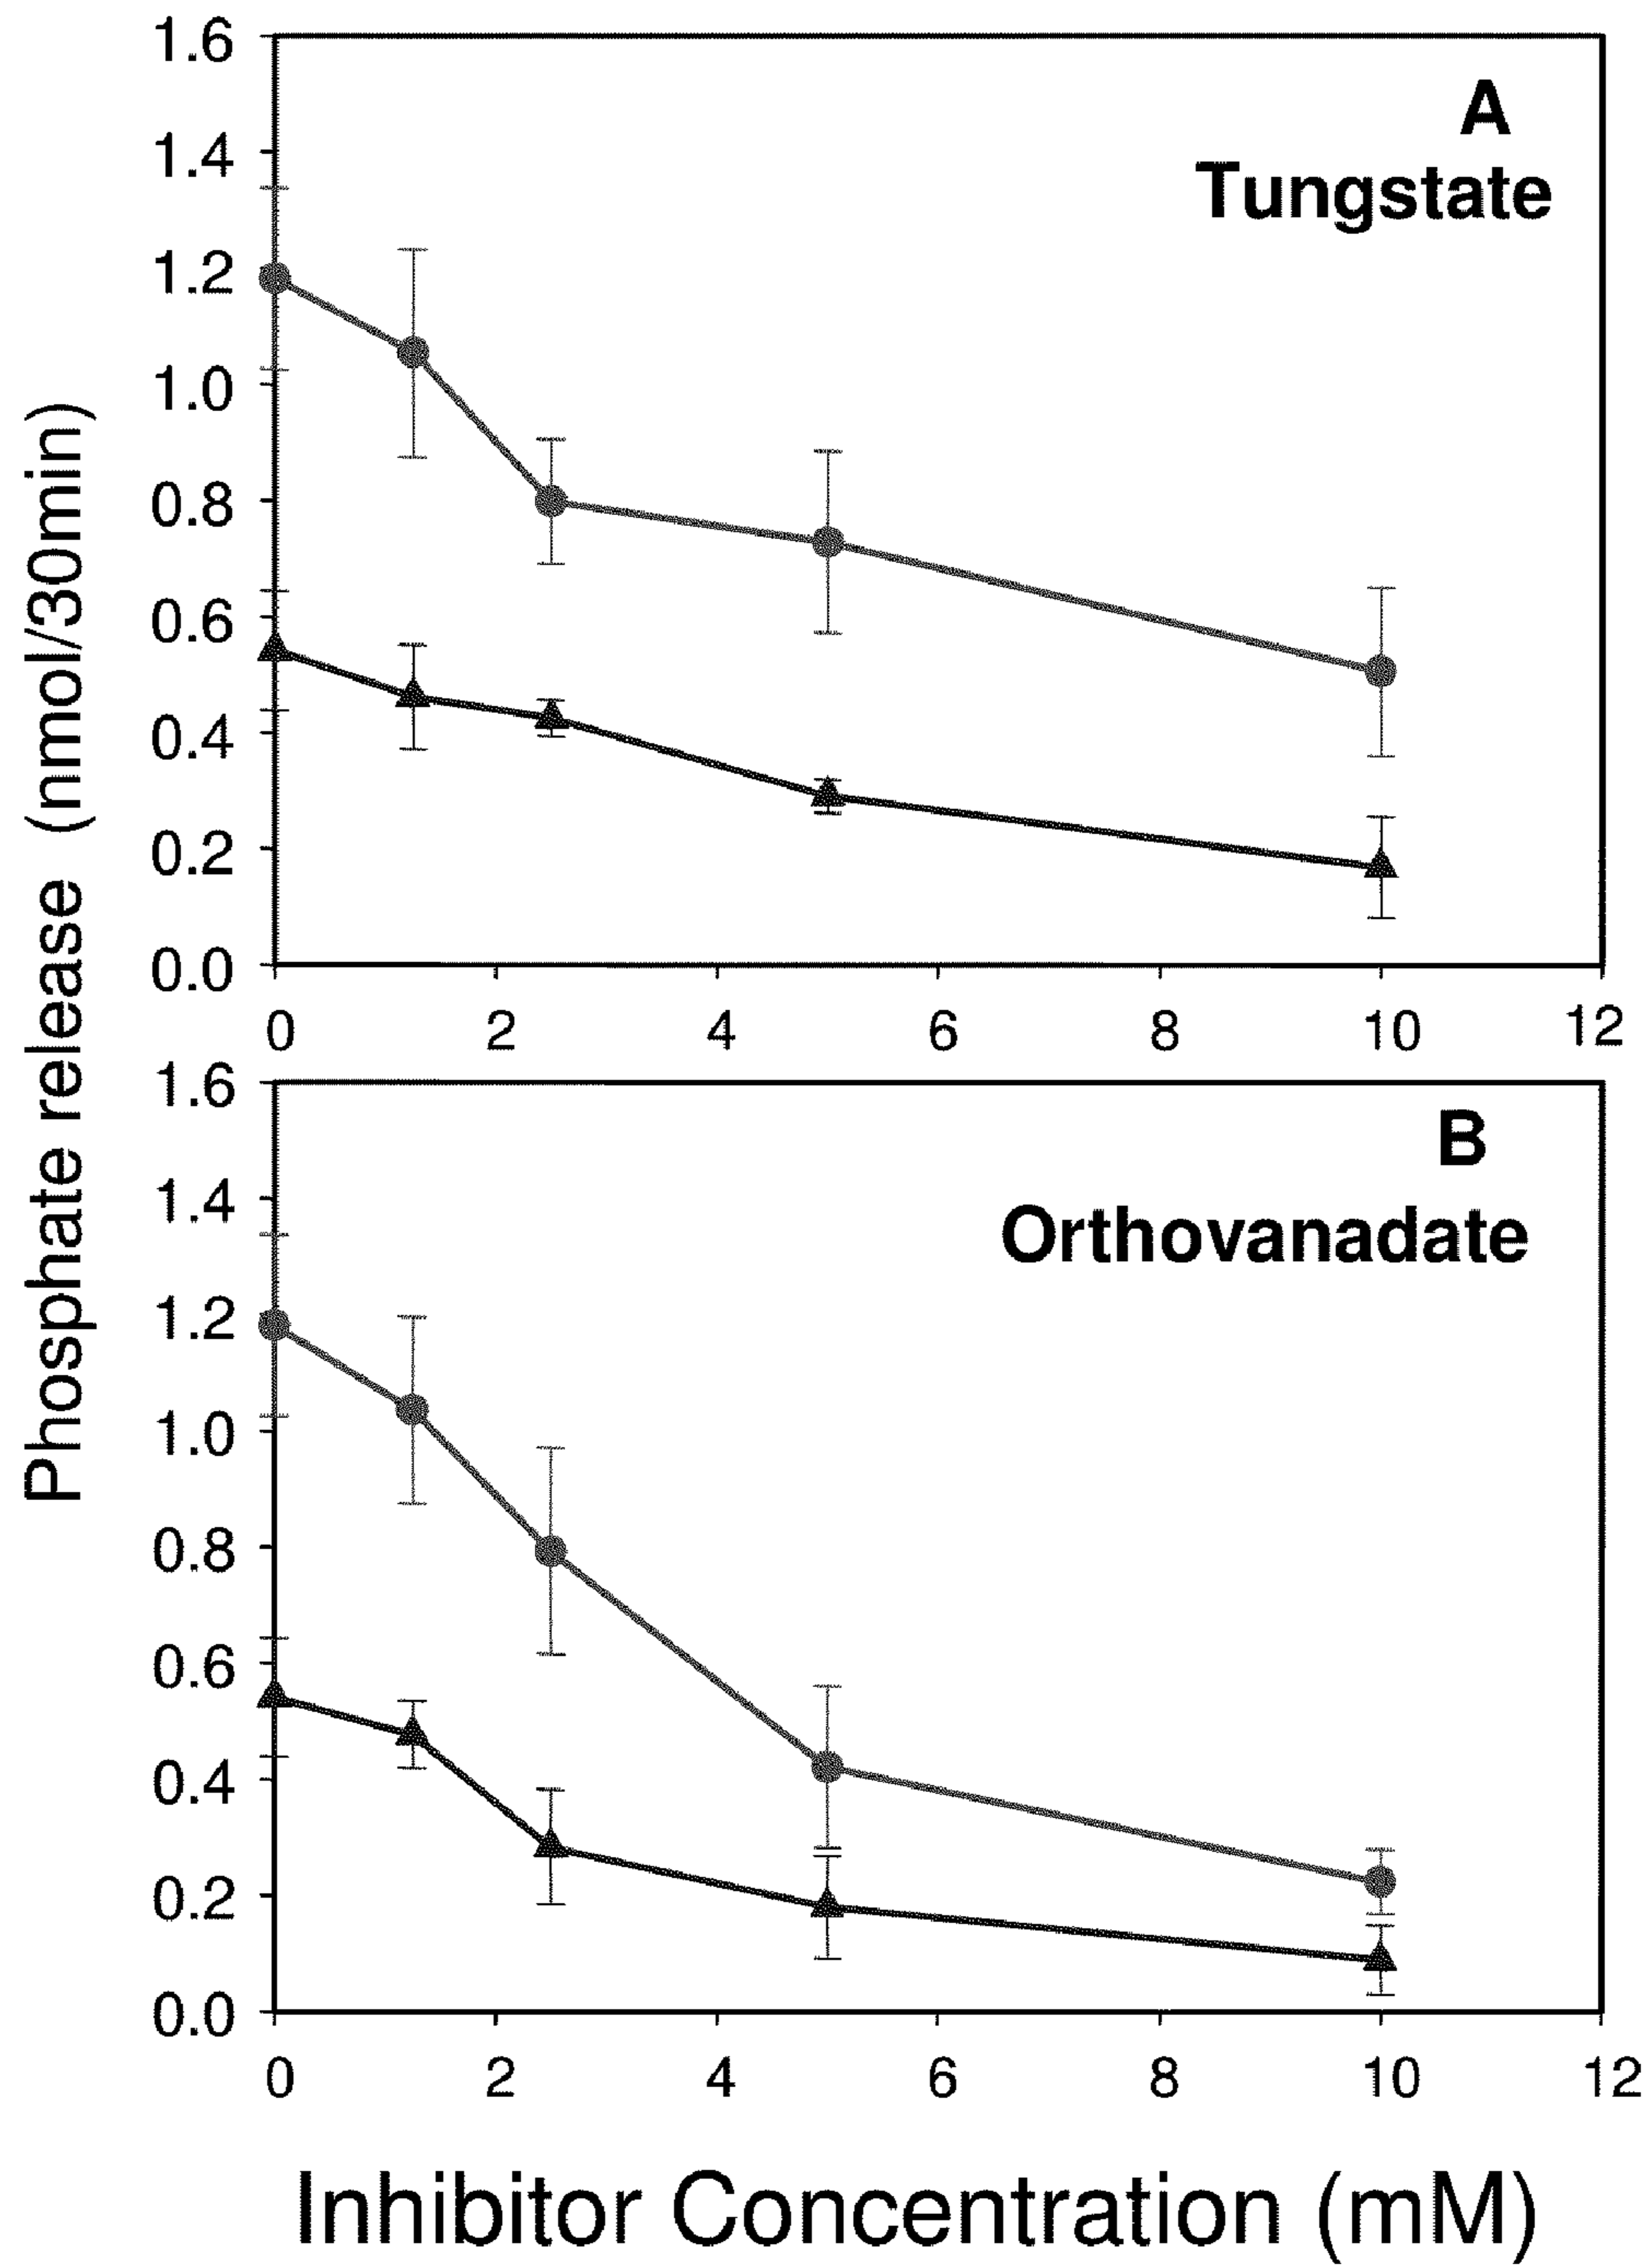 Phosphate release (nmol/30min)
A
Tungstate
1.6
1.4
1.2
1.0
0.8
0.6
0.4
0.2
0.0
0 2 4 6 8 10 12
B
Orthovanadate
1.6
1.4
1.2
1.0
0.8
0.6
0.4
0.2
0.0
0 2 4 6 8 10 12
Inhibitor Concentration (mM)